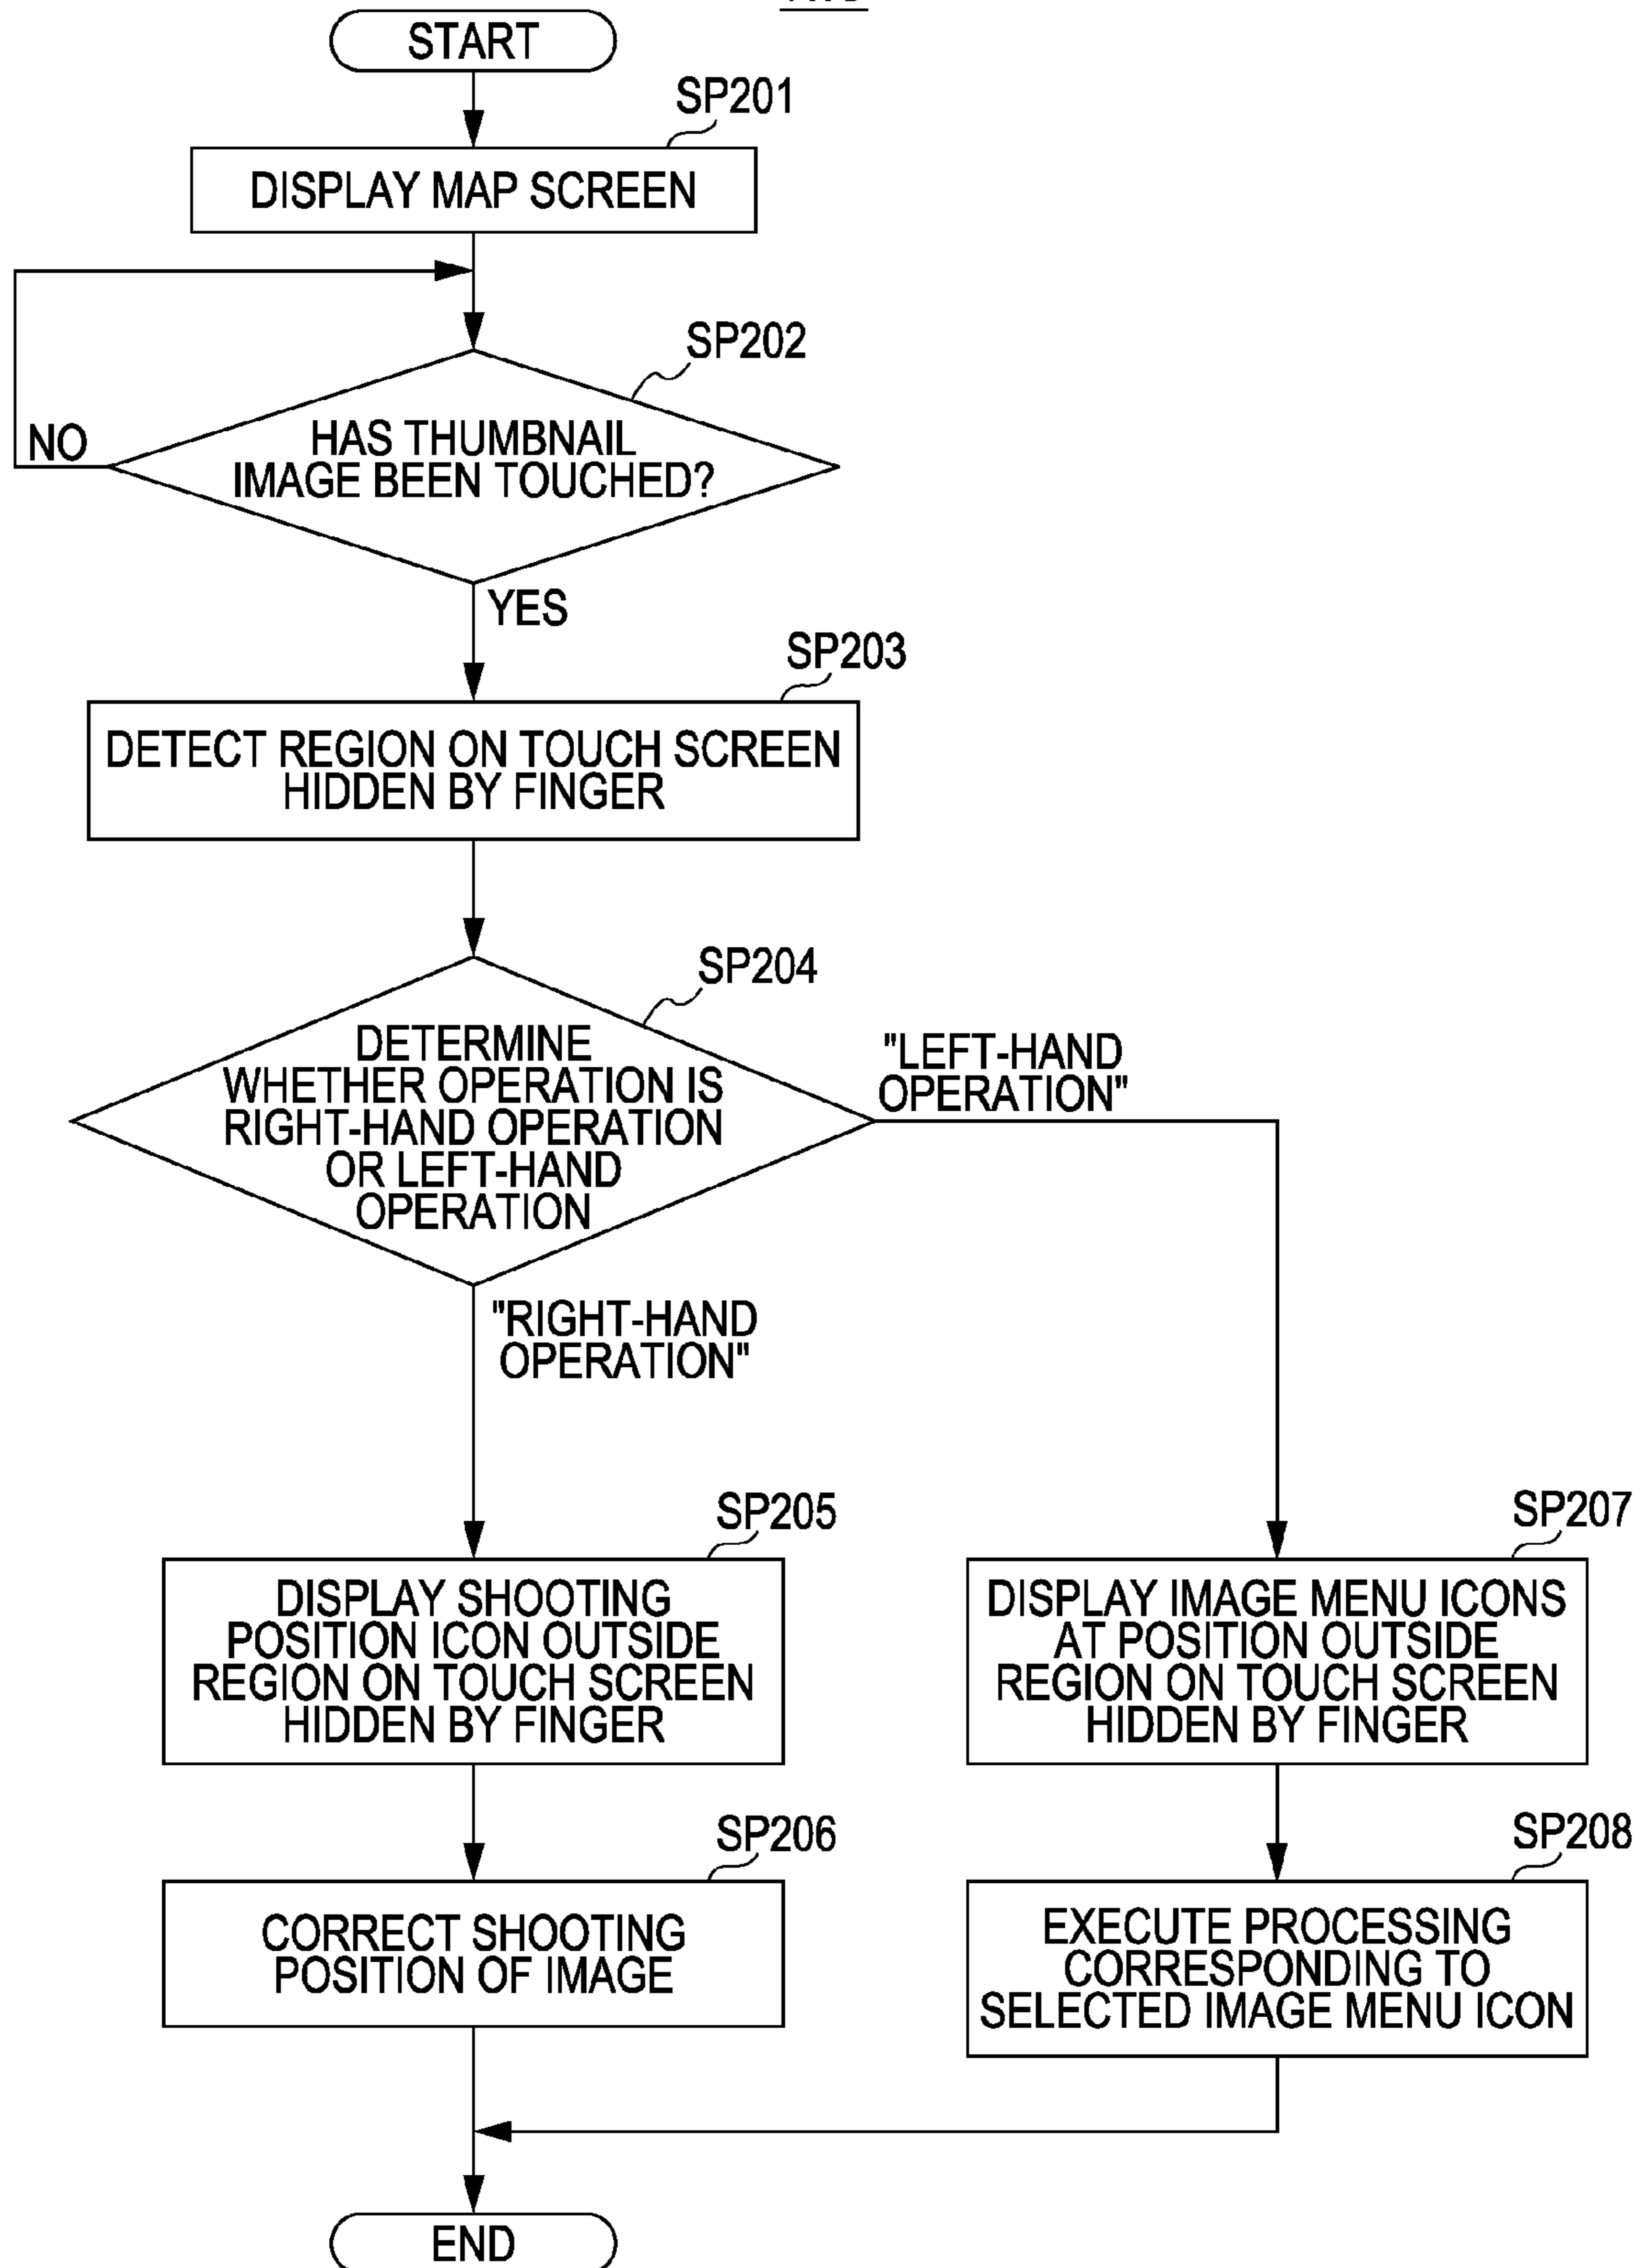 START
SP201
DISPLAY MAP SCREEN
SP202
HAS THUMBNAIL
IMAGE BEEN TOUCHED?
NO
YES
SP203
DETECT REGION ON TOUCH SCREEN
HIDDEN BY FINGER
SP204
DETERMINE
WHETHER OPERATION IS
RIGHT-HAND OPERATION
OR LEFT-HAND
OPERATION
"LEFT-HAND
OPERATION"
"RIGHT-HAND
OPERATION"
SP205
DISPLAY SHOOTING
POSITION ICON OUTSIDE
REGION ON TOUCH SCREEN
HIDDEN BY FINGER
SP206
CORRECT SHOOTING
POSITION OF IMAGE
SP207
DISPLAY IMAGE MENU ICONS
AT POSITION OUTSIDE
REGION ON TOUCH SCREEN
HIDDEN BY FINGER
SP208
EXECUTE PROCESSING
CORRESPONDING TO
SELECTED IMAGE MENU ICON
END